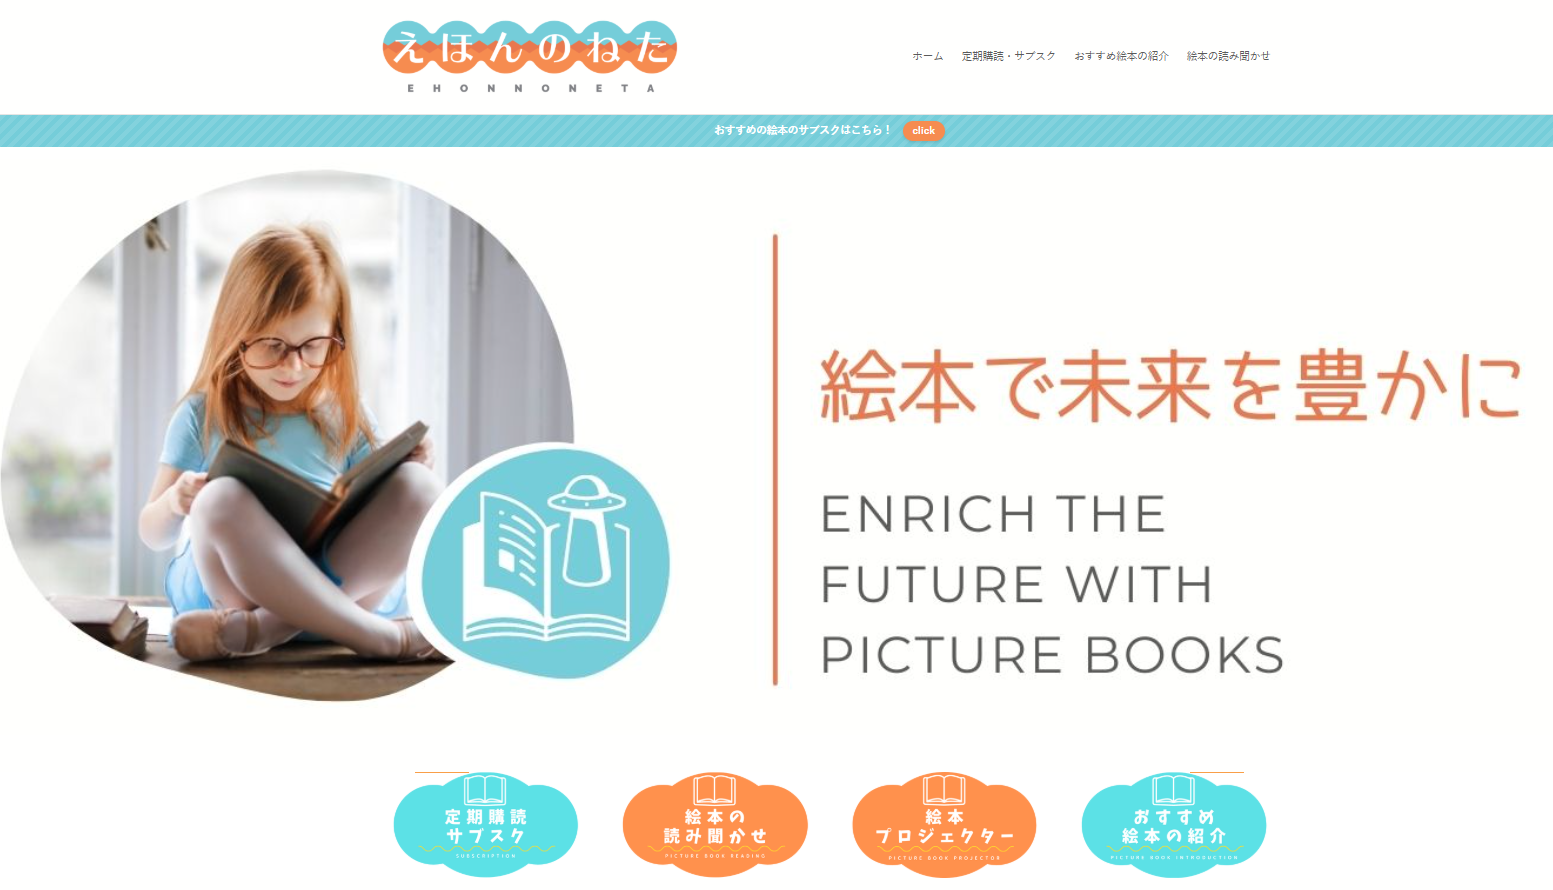 えほんのねた
EHONNONETA
ホーム 定期購読・サブスク おすすめ絵本の紹介 絵本の読み聞かせ
おすすめの絵本のサブスクはこちら！ click
絵本で未来を豊かに
ENRICH THE
FUTURE WITH
PICTURE BOOKS
定期購読
サブスク
SUBSCRIPTION
絵本の
読み聞かせ
PICTURE BOOK READING
絵本
プロジェクター
PICTURE BOOK PROJECTOR
おすすめ
絵本の紹介
PICTURE BOOK INTRODUCTION